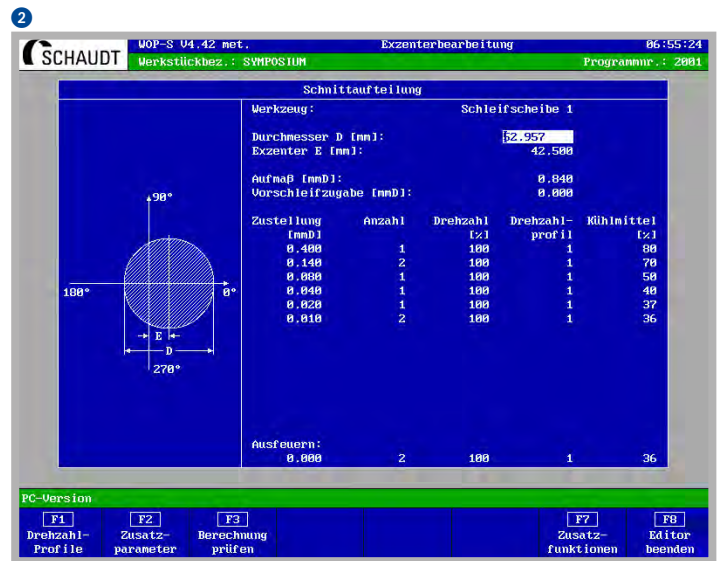 2
SCHAUDT WOP-S V4.42 met. Exzenterbearbeitung 06:55:24
Werkstückbez.: SYMPOSIUM Programmnr.: 2001
Schnittaufteilung
Werkzeug: Schleifscheibe 1
Durchmesser D [mm]: 52.957
Exzenter E [mm]: 42.500
Aufmaß [mmD]: 0.840
Vorschleifzugabe [mmD]: 0.000
Zustellung Anzahl Drehzahl Drehzahl- Kühlmittel
[mmD] [%] profil [%]
0.400 1 100 1 80
0.140 2 100 1 70
0.080 1 100 1 50
0.040 1 100 1 40
0.020 1 100 1 37
0.010 2 100 1 36
Ausfeuern:
0.000 2 100 1 36
90°
180° 0°
E
D
270°
PC-Version
F1 F2 F3 F7 F8
Drehzahl- Zusatz- Berechnung Zusatz- Editor
Profile parameter prüfen funktionen beenden